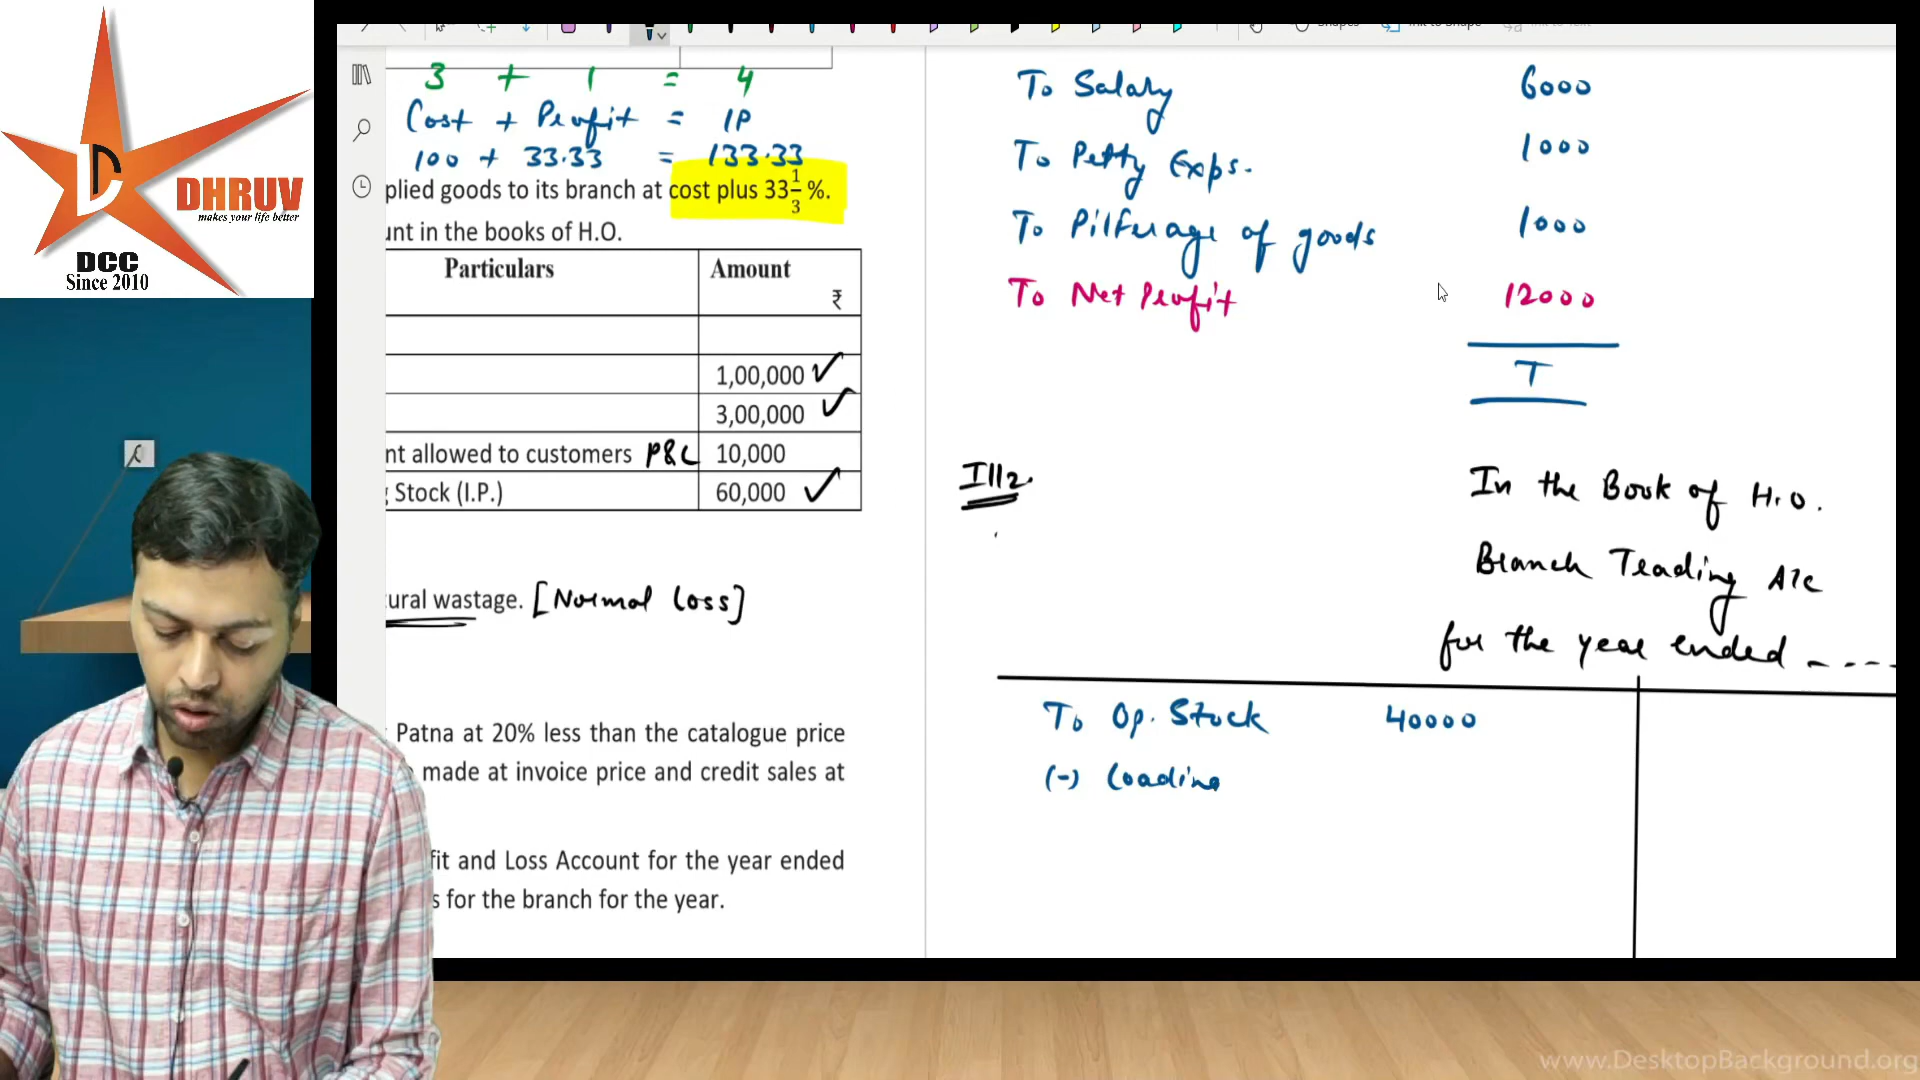 DHRUV
makes your life better
DCC
Since 2010
3 + 1 = 4
Cost + Profit = IP
100 + 33.33 = 133.33
plied goods to its branch at cost plus 33 1/3 %.
unt in the books of H.O.
Particulars Amount
₹
1,00,000 ✓
3,00,000 ✓
nt allowed to customers P&L 10,000
Stock (I.P.) 60,000 ✓
ural wastage. [Normal Loss]
Patna at 20% less than the catalogue price
made at invoice price and credit sales at
fit and Loss Account for the year ended
s for the branch for the year.
To Salary 6000
To Petty Exps. 1000
To Pilferage of goods 1000
To Net Profit 12000
T
Ill2.
In the Book of H.O.
Branch Trading A/c
for the year ended ----
To Op. Stock 40000
(-) Loading
www.DesktopBackground.org